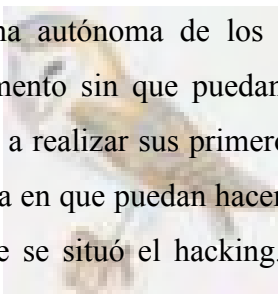 na autónoma de los
mento sin que puedan
a realizar sus primero
a en que puedan hacer
e se situó el hacking.